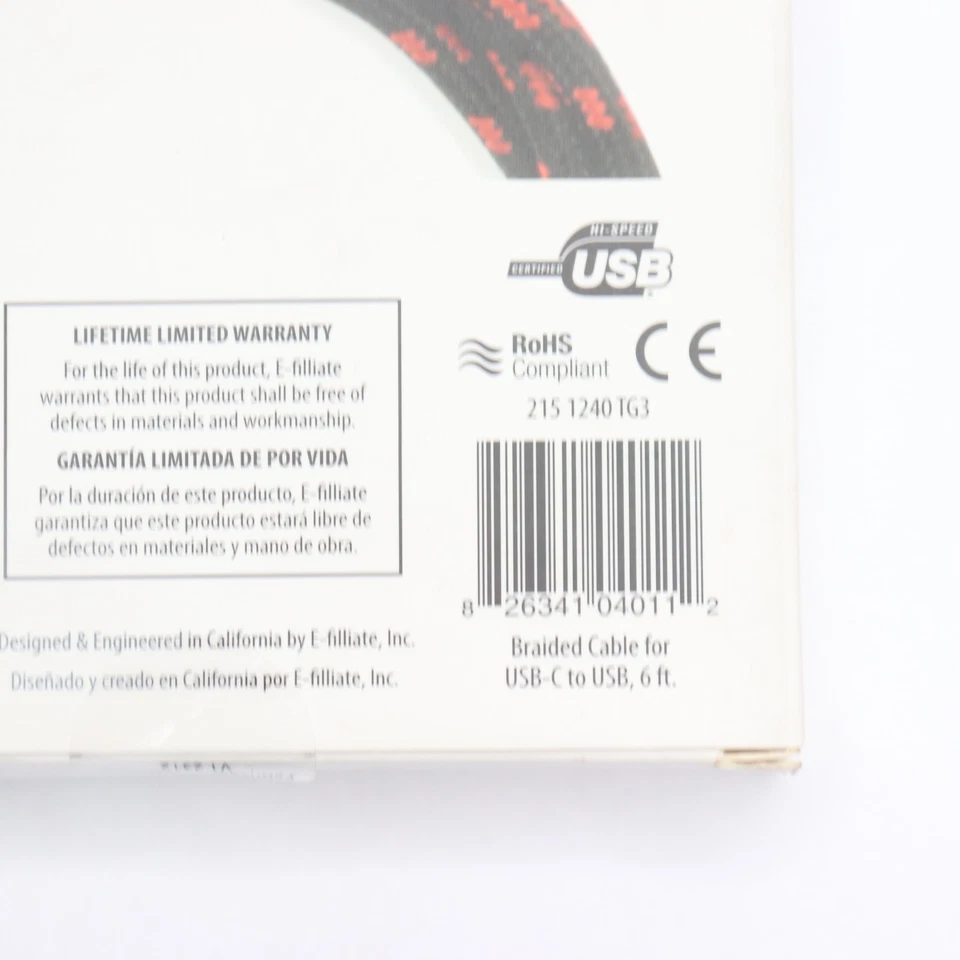 HI-SPEED
CERTIFIED USB
LIFETIME LIMITED WARRANTY
For the life of this product, E-filliate
warrants that this product shall be free of
defects in materials and workmanship.
GARANTÍA LIMITADA DE POR VIDA
Por la duración de este producto, E-filliate
garantiza que este producto estará libre de
defectos en materiales y mano de obra.
RoHS
Compliant CE
215 1240 TG3
8 26341 04011 2
Braided Cable for
USB-C to USB, 6 ft.
Designed & Engineered in California by E-filliate, Inc.
Diseñado y creado en California por E-filliate, Inc.